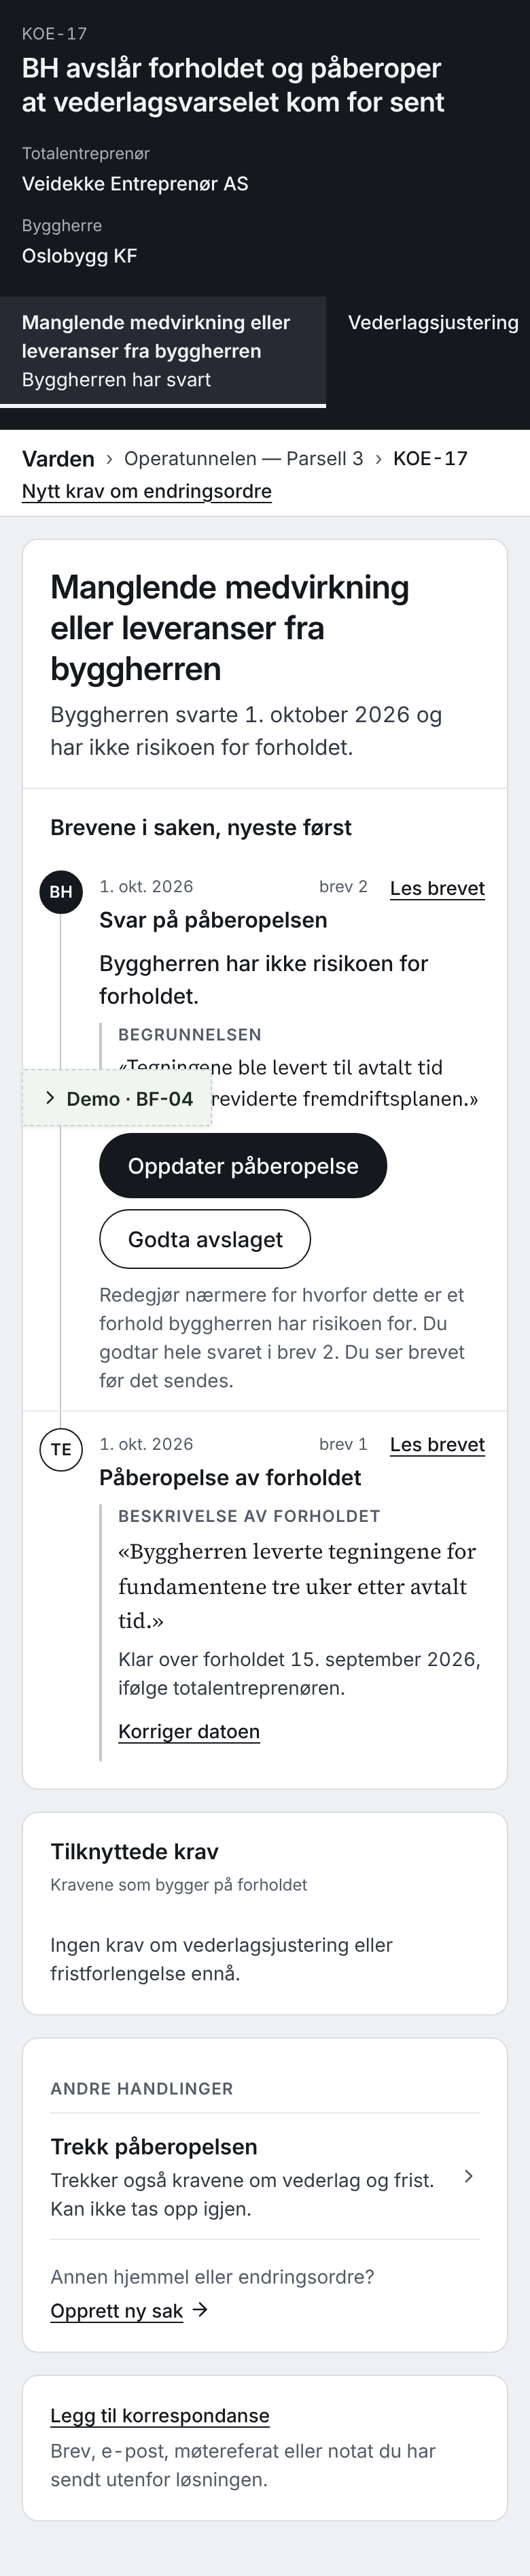 KOE-17
BH avslår forholdet og påberoper
at vederlagsvarselet kom for sent
Totalentreprenør
Veidekke Entreprenør AS
Byggherre
Oslobygg KF
Manglende medvirkning eller
leveranser fra byggherren
Byggherren har svart
Vederlagsjustering
Varden › Operatunnelen — Parsell 3 › KOE-17
Nytt krav om endringsordre
Manglende medvirkning
eller leveranser fra
byggherren
Byggherren svarte 1. oktober 2026 og
har ikke risikoen for forholdet.
Brevene i saken, nyeste først
BH
1. okt. 2026 brev 2 Les brevet
Svar på påberopelsen
Byggherren har ikke risikoen for
forholdet.
BEGRUNNELSEN
«Tegningene ble levert til avtalt tid
Demo · BF-04
reviderte fremdriftsplanen.»
Oppdater påberopelse
Godta avslaget
Redegjør nærmere for hvorfor dette er et
forhold byggherren har risikoen for. Du
godtar hele svaret i brev 2. Du ser brevet
før det sendes.
TE
1. okt. 2026 brev 1 Les brevet
Påberopelse av forholdet
BESKRIVELSE AV FORHOLDET
«Byggherren leverte tegningene for
fundamentene tre uker etter avtalt
tid.»
Klar over forholdet 15. september 2026,
ifølge totalentreprenøren.
Korriger datoen
Tilknyttede krav
Kravene som bygger på forholdet
Ingen krav om vederlagsjustering eller
fristforlengelse ennå.
ANDRE HANDLINGER
Trekk påberopelsen
Trekker også kravene om vederlag og frist.
Kan ikke tas opp igjen.
Annen hjemmel eller endringsordre?
Opprett ny sak →
Legg til korrespondanse
Brev, e-post, møtereferat eller notat du har
sendt utenfor løsningen.